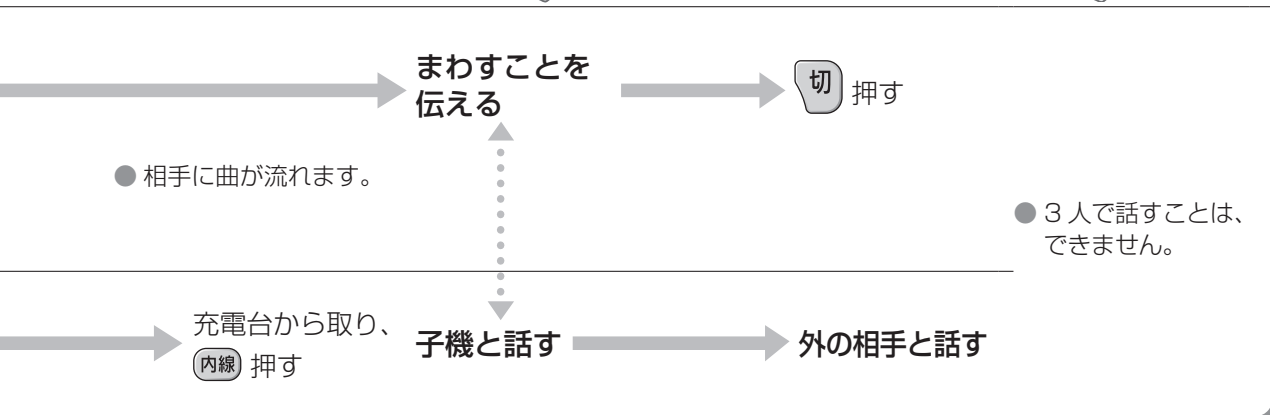 まわすことを
伝える
切 押す
● 相手に曲が流れます。
● 3 人で話すことは、
できません。
充電台から取り、
内線 押す
子機と話す
外の相手と話す